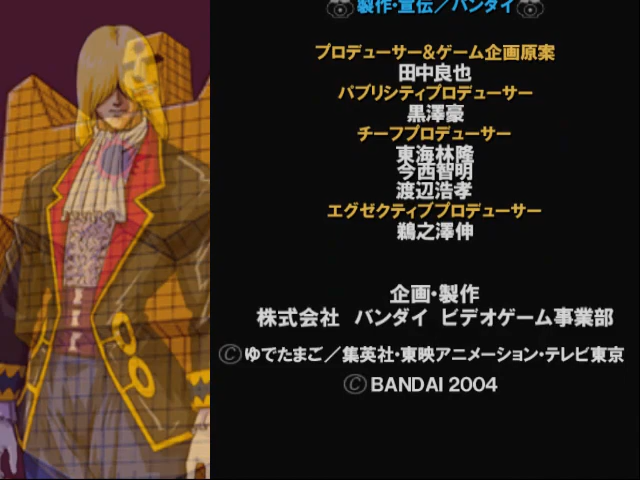 製作・宣伝／バンダイ
プロデューサー&ゲーム企画原案
田中良也
パブリシティプロデューサー
黒澤豪
チーフプロデューサー
東海林隆
今西智明
渡辺浩孝
エグゼクティブプロデューサー
鵜之澤伸
企画・製作
株式会社 バンダイ ビデオゲーム事業部
©ゆでたまご／集英社・東映アニメーション・テレビ東京
©BANDAI 2004